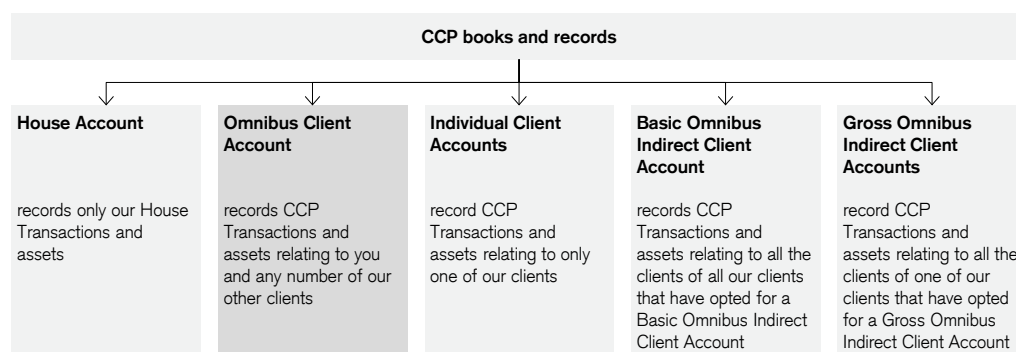 CCP books and records
House Account
records only our House
Transactions and
assets
Omnibus Client
Account
records CCP
Transactions and
assets relating to you
and any number of our
other clients
Individual Client
Accounts
record CCP
Transactions and
assets relating to only
one of our clients
Basic Omnibus
Indirect Client
Account
records CCP
Transactions and
assets relating to all the
clients of all our clients
that have opted for a
Basic Omnibus Indirect
Client Account
Gross Omnibus
Indirect Client
Accounts
record CCP
Transactions and
assets relating to all the
clients of one of our
clients that have opted
for a Gross Omnibus
Indirect Client Account